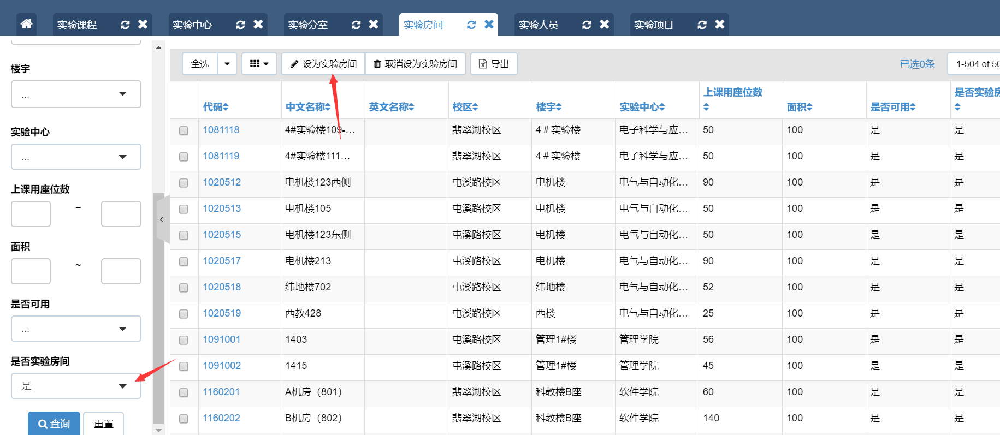 实验课程 实验中心 实验分室 实验房间 实验人员 实验项目
楼宇
...
实验中心
...
上课用座位数
~
面积
~
是否可用
...
是否实验房间
是
查询 重置
全选 设为实验房间 取消设为实验房间 导出 已选0条 1-504 of 50
代码 中文名称 英文名称 校区 楼宇 实验中心 上课用座位数 面积 是否可用 是否实验房
1081118 4#实验楼109-... 翡翠湖校区 4＃实验楼 电子科学与应... 50 100 是 是
1081119 4#实验楼111... 翡翠湖校区 4＃实验楼 电子科学与应... 50 100 是 是
1020512 电机楼123西侧 屯溪路校区 电机楼 电气与自动化... 90 100 是 是
1020513 电机楼105 屯溪路校区 电机楼 电气与自动化... 50 100 是 是
1020515 电机楼123东侧 屯溪路校区 电机楼 电气与自动化... 50 100 是 是
1020517 电机楼213 屯溪路校区 电机楼 电气与自动化... 90 100 是 是
1020518 纬地楼702 屯溪路校区 纬地楼 电气与自动化... 52 100 是 是
1020519 西教428 屯溪路校区 西楼 电气与自动化... 25 100 是 是
1091001 1403 屯溪路校区 管理1#楼 管理学院 56 100 是 是
1091002 1415 屯溪路校区 管理1#楼 管理学院 45 100 是 是
1160201 A机房（801） 翡翠湖校区 科教楼B座 软件学院 60 100 是 是
1160202 B机房（802） 翡翠湖校区 科教楼B座 软件学院 140 100 是 是